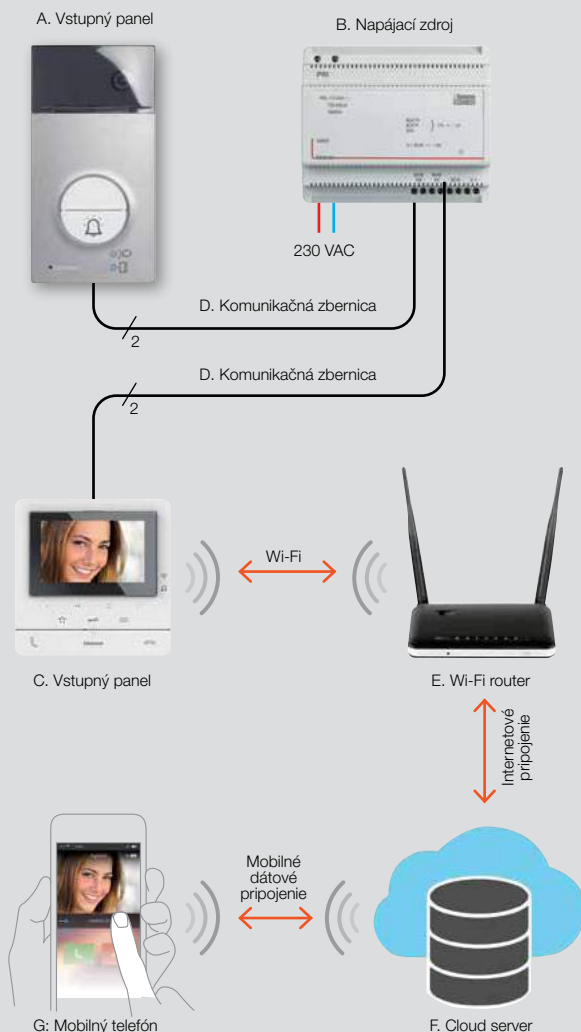 A. Vstupný panel
B. Napájací zdroj
230 VAC
D. Komunikačná zbernica
2
D. Komunikačná zbernica
2
Wi-Fi
C. Vstupný panel
E. Wi-Fi router
Internetové
pripojenie
Mobilné
dátové
pripojenie
G: Mobilný telefón
F. Cloud server